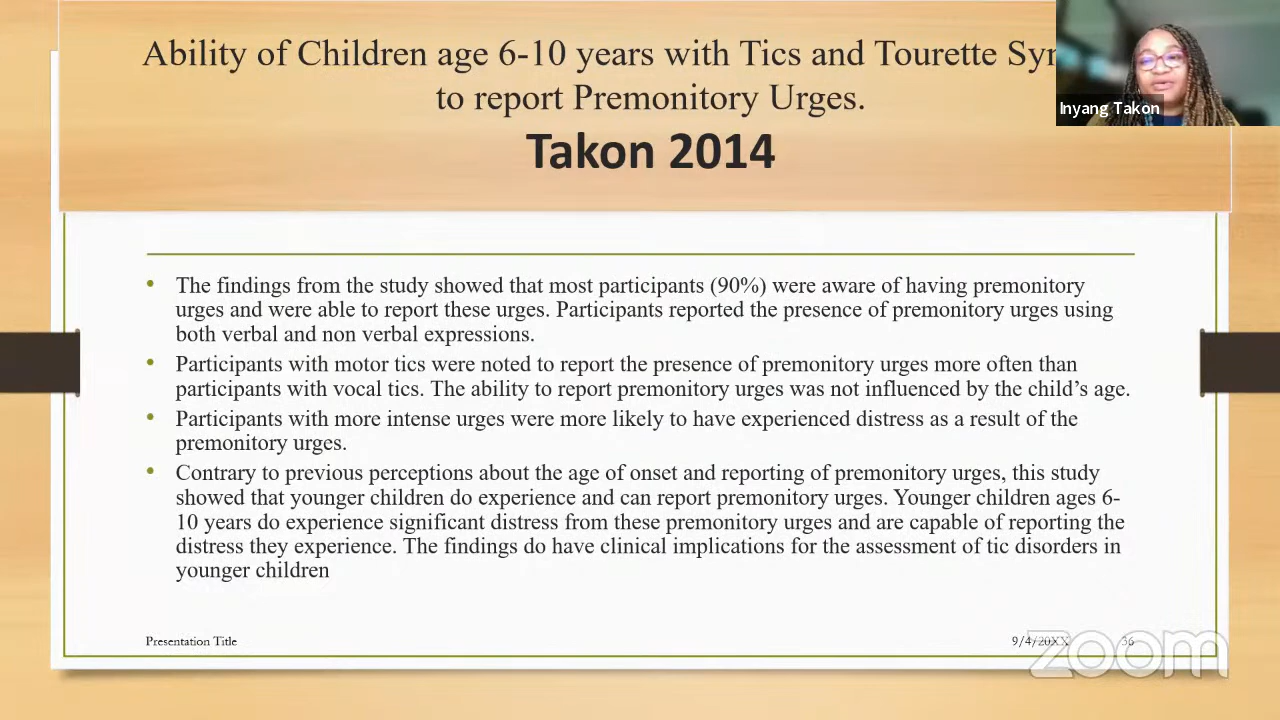 Ability of Children age 6-10 years with Tics and Tourette
to report Premonitory Urges.
Takon 2014
Inyang Takon
• The findings from the study showed that most participants (90%) were aware of having premonitory
urges and were able to report these urges. Participants reported the presence of premonitory urges using
both verbal and non verbal expressions.
• Participants with motor tics were noted to report the presence of premonitory urges more often than
participants with vocal tics. The ability to report premonitory urges was not influenced by the child's age.
• Participants with more intense urges were more likely to have experienced distress as a result of the
premonitory urges.
• Contrary to previous perceptions about the age of onset and reporting of premonitory urges, this study
showed that younger children do experience and can report premonitory urges. Younger children ages 6-
10 years do experience significant distress from these premonitory urges and are capable of reporting the
distress they experience. The findings do have clinical implications for the assessment of tic disorders in
younger children
Presentation Title
9/4/20XX
36
zoom